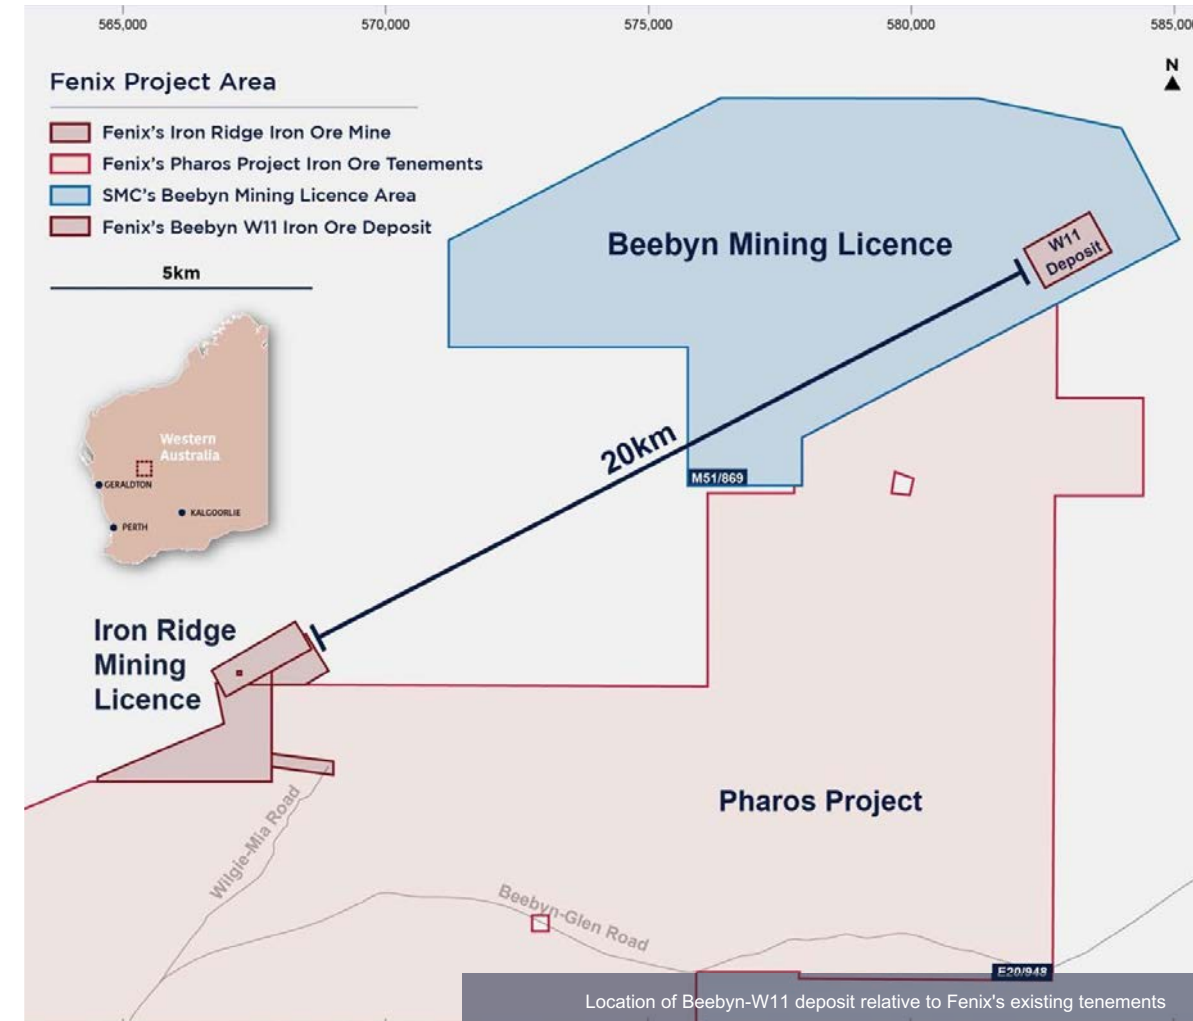 565,000
570,000
575,000
580,000
585,00
N
Fenix Project Area
Fenix's Iron Ridge Iron Ore Mine
Fenix's Pharos Project Iron Ore Tenements
SMC's Beebyn Mining Licence Area
Fenix's Beebyn W11 Iron Ore Deposit
5km
Western
Australia
GERALDTON
KALGOORLIE
PERTH
Beebyn Mining Licence
W11
Deposit
20km
M51/869
Iron Ridge
Mining
Licence
Pharos Project
Wilgie-Mia Road
Beebyn-Glen Road
E20/948
Location of Beebyn-W11 deposit relative to Fenix's existing tenements